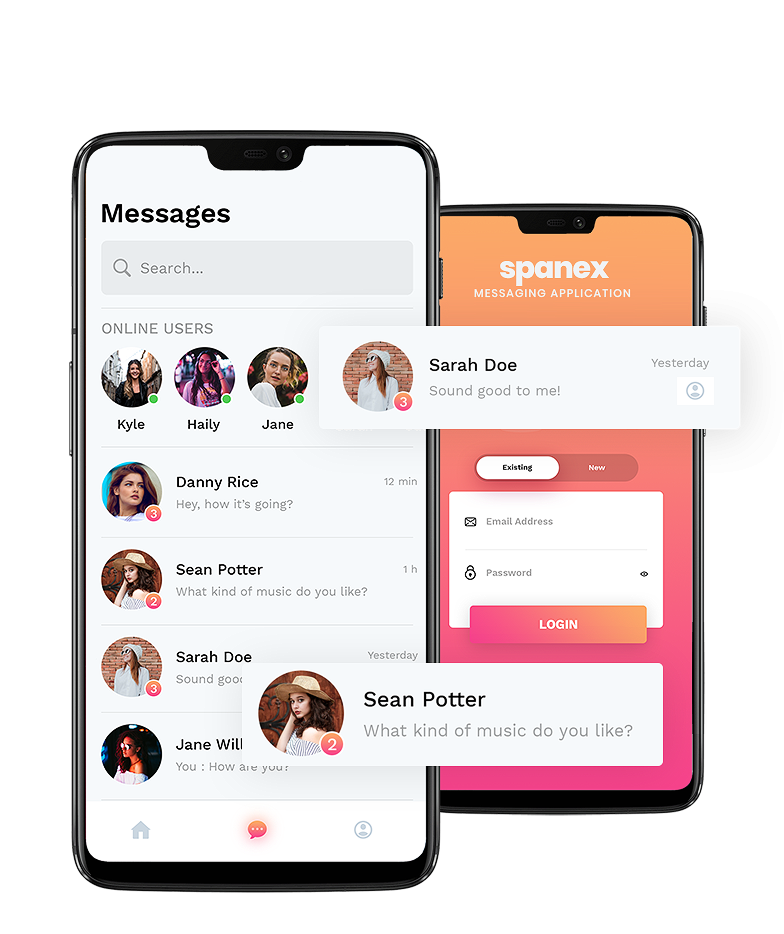 Messages
Search...
ONLINE USERS
Kyle
Haily
Jane
Danny Rice
12 min
Hey, how it's going?
3
Sean Potter
1 h
What kind of music do you like?
2
Sarah Doe
Yesterday
Sound good
3
Jane Will
You : How are you?
spanex
MESSAGING APPLICATION
Sarah Doe
Yesterday
Sound good to me!
3
Existing
New
Email Address
Password
LOGIN
Sean Potter
What kind of music do you like?
2